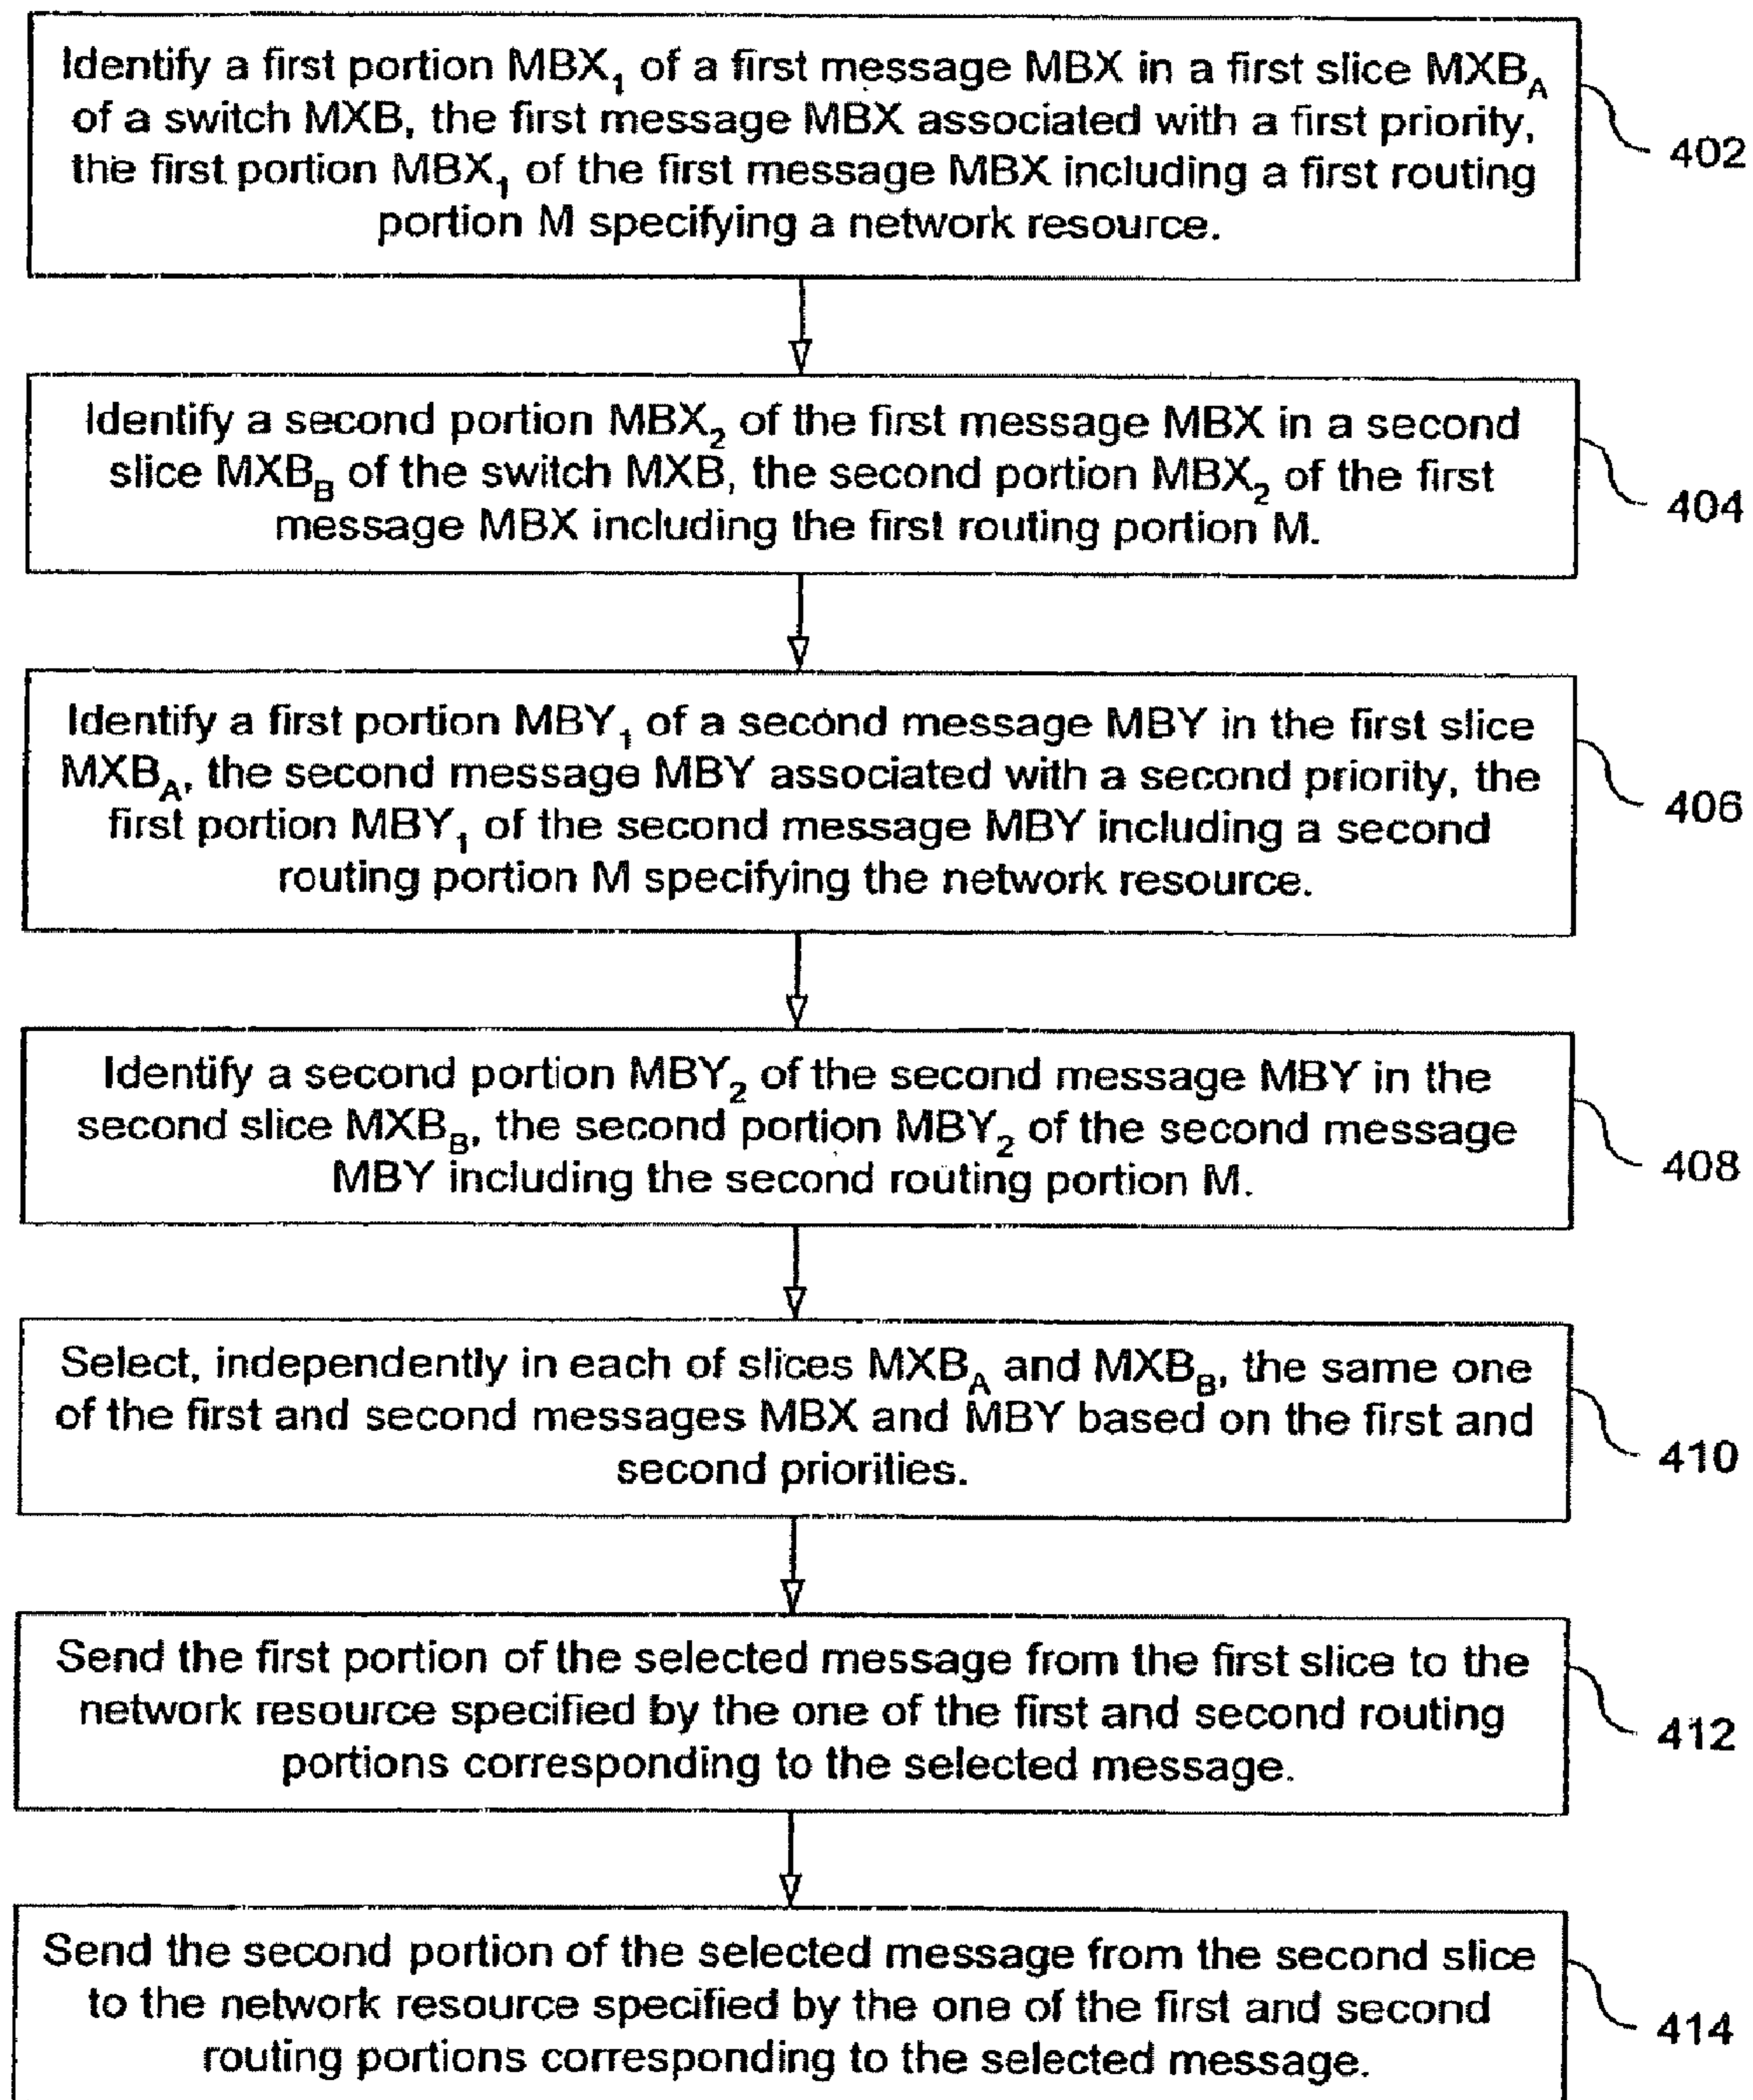 Identify a first portion MBX₁ of a first message MBX in a first slice MXB_A
of a switch MXB, the first message MBX associated with a first priority,
the first portion MBX₁ of the first message MBX including a first routing
portion M specifying a network resource.
402
Identify a second portion MBX₂ of the first message MBX in a second
slice MXB_B of the switch MXB, the second portion MBX₂ of the first
message MBX including the first routing portion M.
404
Identify a first portion MBY₁ of a second message MBY in the first slice
MXB_A, the second message MBY associated with a second priority, the
first portion MBY₁ of the second message MBY including a second
routing portion M specifying the network resource.
406
Identify a second portion MBY₂ of the second message MBY in the
second slice MXB_B, the second portion MBY₂ of the second message
MBY including the second routing portion M.
408
Select, independently in each of slices MXB_A and MXB_B, the same one
of the first and second messages MBX and MBY based on the first and
second priorities.
410
Send the first portion of the selected message from the first slice to the
network resource specified by the one of the first and second routing
portions corresponding to the selected message.
412
Send the second portion of the selected message from the second slice
to the network resource specified by the one of the first and second
routing portions corresponding to the selected message.
414